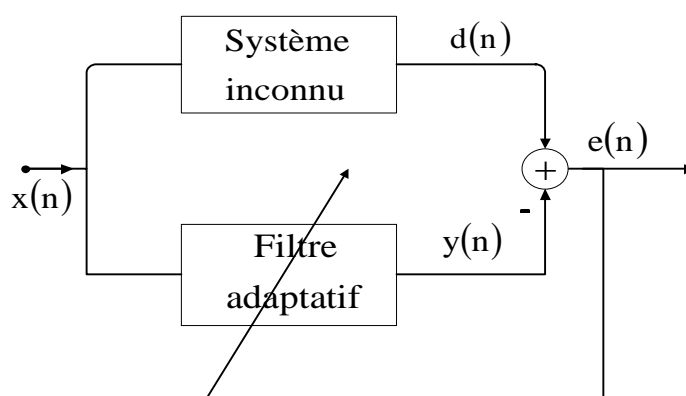 Système
inconnu
d(n)
x(n)
+
e(n)
-
Filtre
adaptatif
y(n)